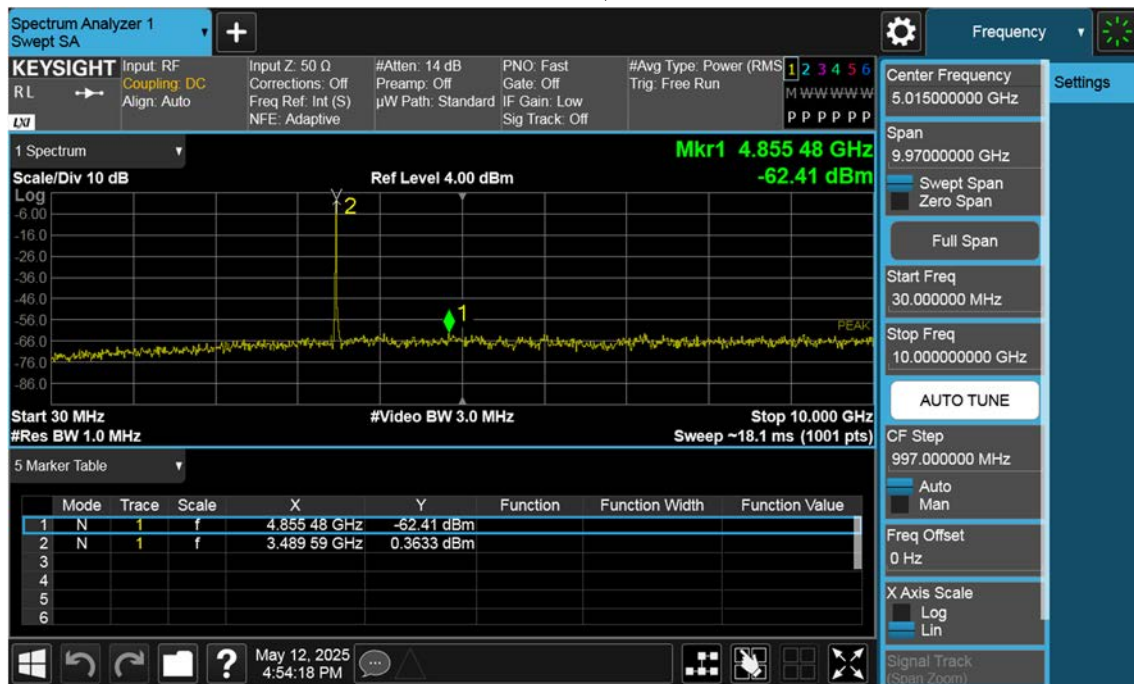 Spectrum Analyzer 1
Swept SA
Frequency
KEYSIGHT
RL
LXI
Input: RF
Coupling: DC
Align: Auto
Input Z: 50 Ω
Corrections: Off
Freq Ref: Int (S)
NFE: Adaptive
#Atten: 14 dB
Preamp: Off
µW Path: Standard
PNO: Fast
Gate: Off
IF Gain: Low
Sig Track: Off
#Avg Type: Power (RMS
Trig: Free Run
1 2 3 4 5 6
M W W W W W
P P P P P P
1 Spectrum
Mkr1 4.855 48 GHz
-62.41 dBm
Scale/Div 10 dB
Ref Level 4.00 dBm
Log
-6.00
-16.0
-26.0
-36.0
-46.0
-56.0
-66.0
-76.0
-86.0
2
1
PEAK
Start 30 MHz
#Video BW 3.0 MHz
Stop 10.000 GHz
#Res BW 1.0 MHz
Sweep ~18.1 ms (1001 pts)
5 Marker Table
Mode Trace Scale X Y Function Function Width Function Value
1 N 1 f 4.855 48 GHz -62.41 dBm
2 N 1 f 3.489 59 GHz 0.3633 dBm
3
4
5
6
May 12, 2025
4:54:18 PM
Center Frequency
5.015000000 GHz
Settings
Span
9.97000000 GHz
Swept Span
Zero Span
Full Span
Start Freq
30.000000 MHz
Stop Freq
10.000000000 GHz
AUTO TUNE
CF Step
997.000000 MHz
Auto
Man
Freq Offset
0 Hz
X Axis Scale
Log
Lin
Signal Track
(Span Zoom)